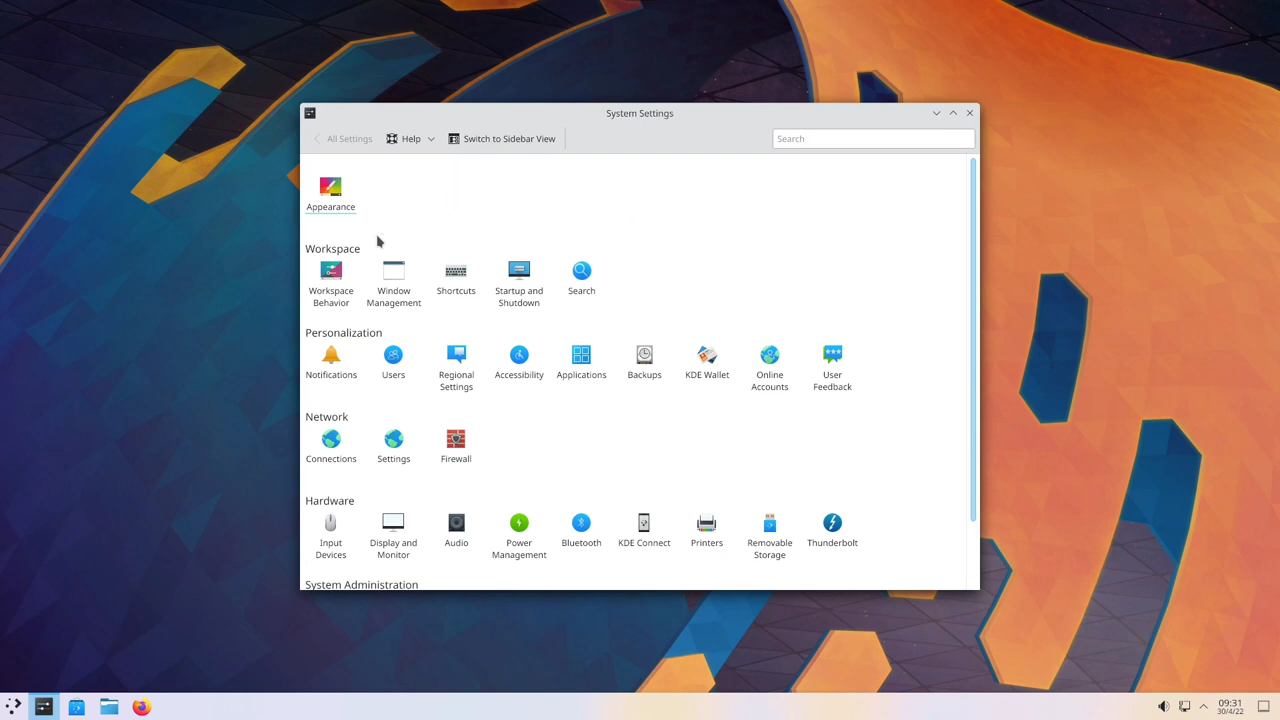 System Settings
All Settings Help Switch to Sidebar View Search
Appearance
Workspace
Workspace Behavior
Window Management
Shortcuts
Startup and Shutdown
Search
Personalization
Notifications
Users
Regional Settings
Accessibility
Applications
Backups
KDE Wallet
Online Accounts
User Feedback
Network
Connections
Settings
Firewall
Hardware
Input Devices
Display and Monitor
Audio
Power Management
Bluetooth
KDE Connect
Printers
Removable Storage
Thunderbolt
System Administration
09:31
30/4/22